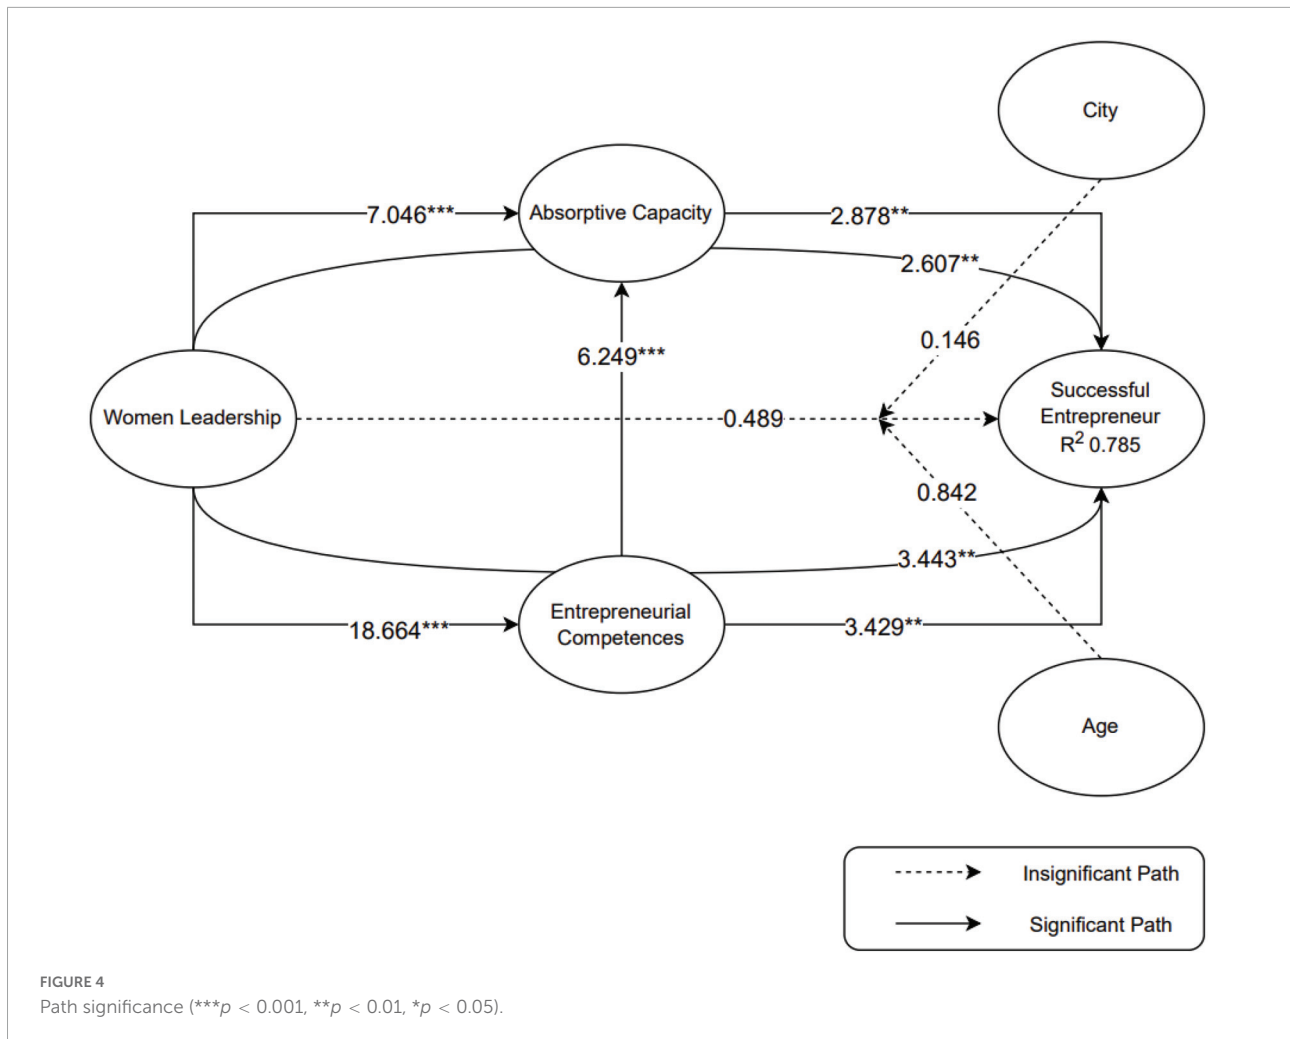 City
7.046***
Absorptive Capacity
2.878**
2.607**
0.146
6.249***
Women Leadership
0.489
Successful
Entrepreneur
R² 0.785
0.842
3.443**
18.664***
Entrepreneurial
Competences
3.429**
Age
Insignificant Path
Significant Path
FIGURE 4
Path significance (***p < 0.001, **p < 0.01, *p < 0.05).